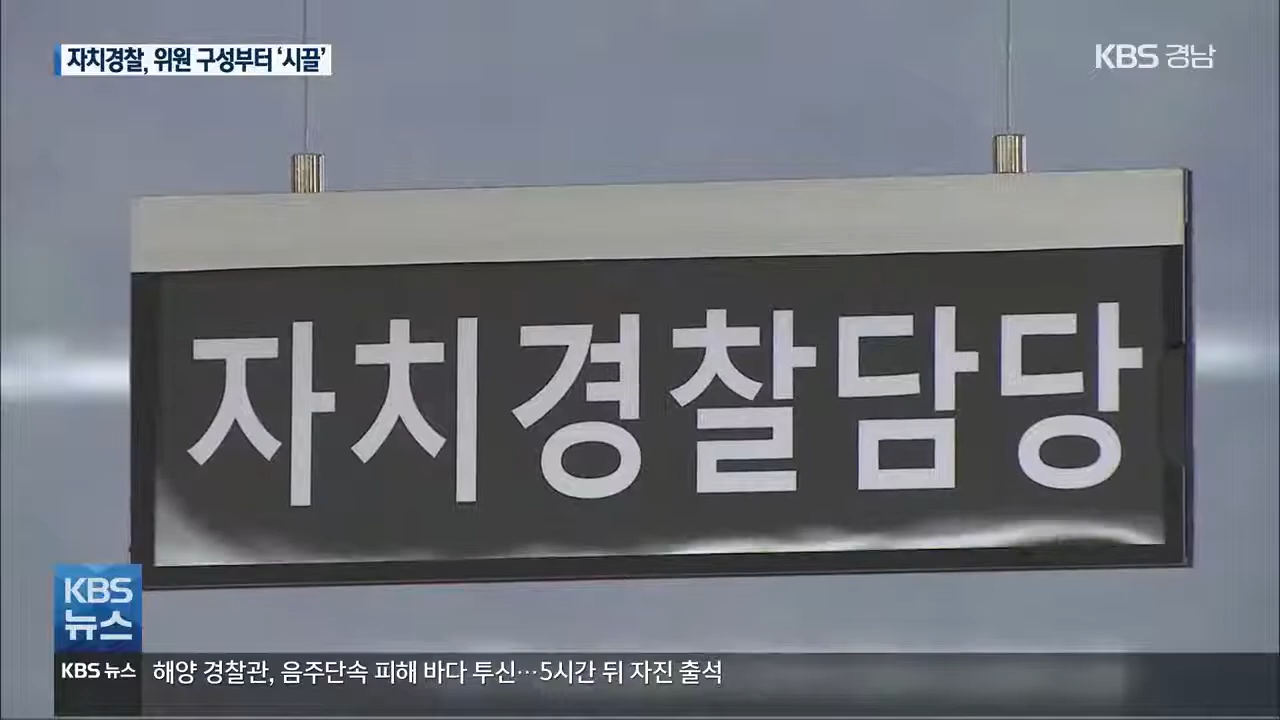 자치경찰, 위원 구성부터 ‘시끌’
KBS 경남
자치경찰담당
KBS
뉴스
KBS 뉴스 해양 경찰관, 음주단속 피해 바다 투신…5시간 뒤 자진 출석